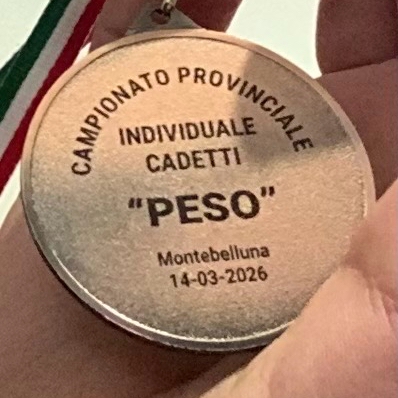 CAMPIONATO PROVINCIALE
INDIVIDUALE
CADETTI
"PESO"
Montebelluna
14-03-2026